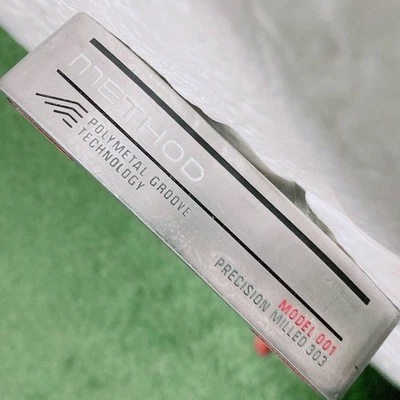 METHOD
POLYMETAL GROOVE
TECHNOLOGY
MODEL 001
PRECISION MILLED 303